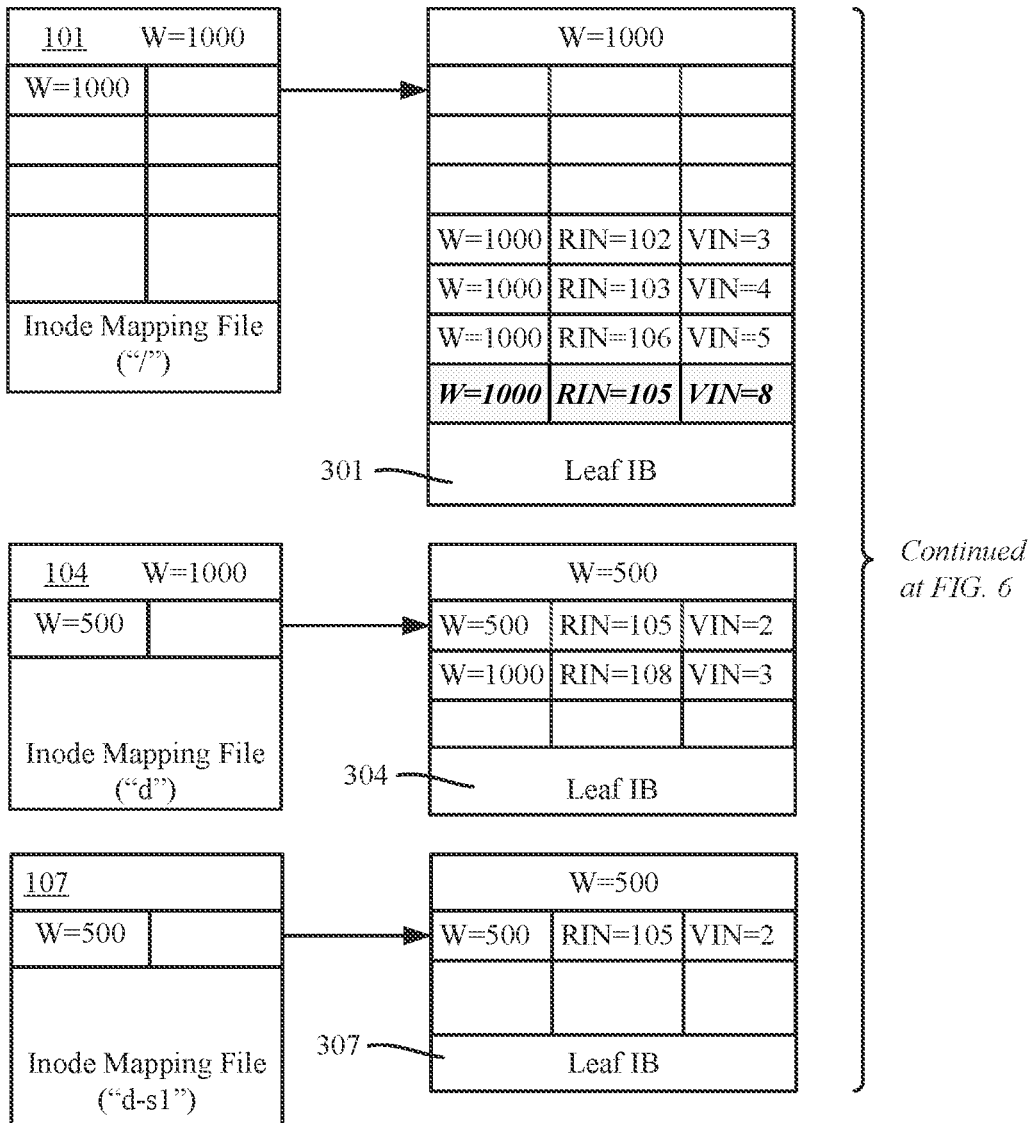 101 W=1000
W=1000
Inode Mapping File
("/")
W=1000
W=1000 RIN=102 VIN=3
W=1000 RIN=103 VIN=4
W=1000 RIN=106 VIN=5
W=1000 RIN=105 VIN=8
301
Leaf IB
104 W=1000
W=500
Inode Mapping File
("d")
W=500
W=500 RIN=105 VIN=2
W=1000 RIN=108 VIN=3
304
Leaf IB
107
W=500
Inode Mapping File
("d-s1")
W=500
W=500 RIN=105 VIN=2
307
Leaf IB
Continued
at FIG. 6